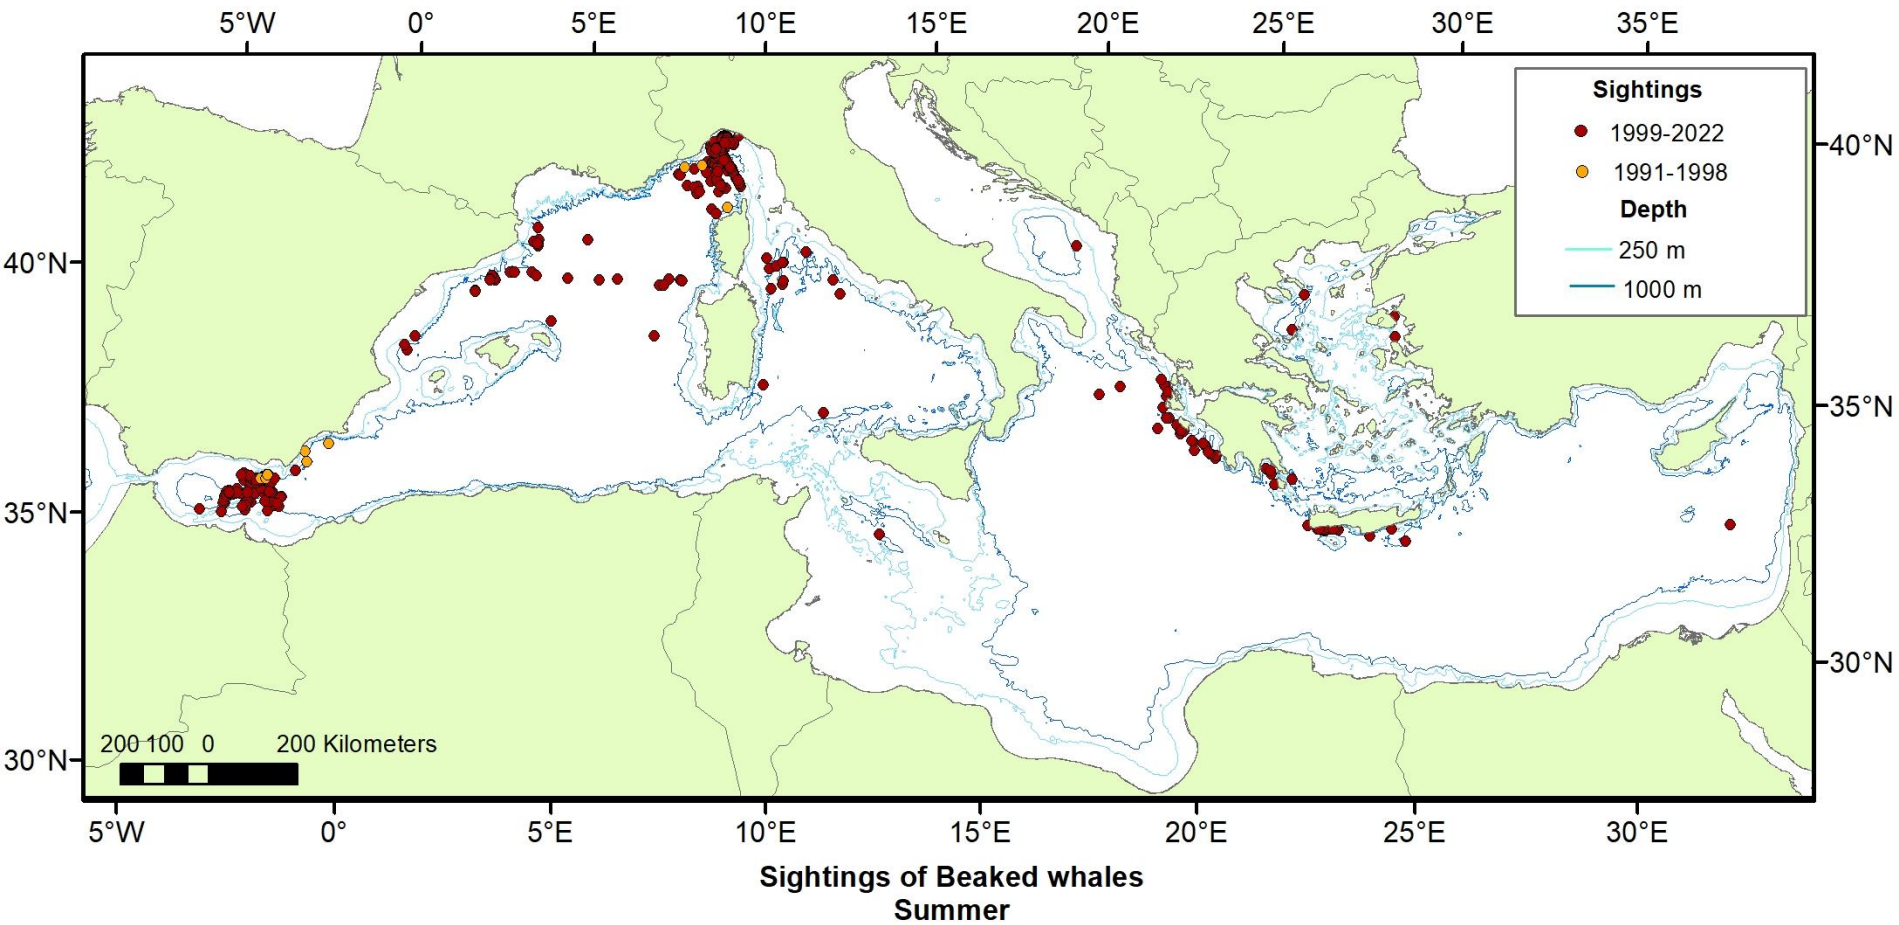 5°W 0° 5°E 10°E 15°E 20°E 25°E 30°E 35°E
Sightings
1999-2022
1991-1998
Depth
250 m
1000 m
40°N
40°N
35°N
35°N
30°N
30°N
200 100 0 200 Kilometers
5°W 0° 5°E 10°E 15°E 20°E 25°E 30°E
Sightings of Beaked whales
Summer